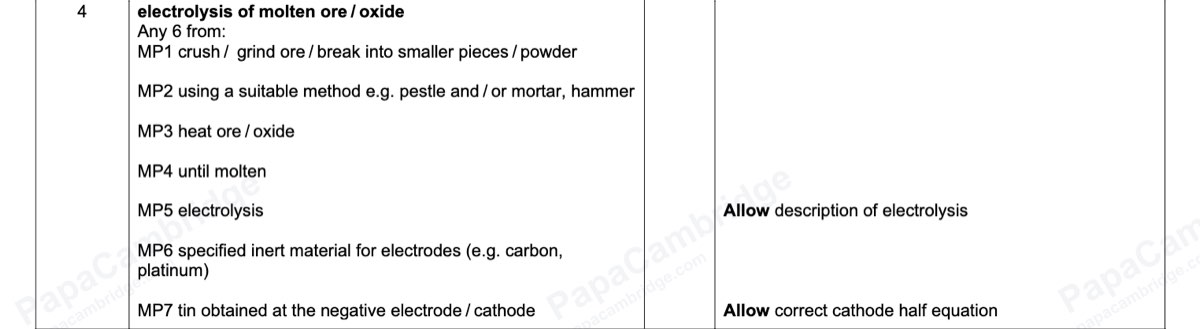 4
electrolysis of molten ore / oxide
Any 6 from:
MP1 crush / grind ore / break into smaller pieces / powder
MP2 using a suitable method e.g. pestle and / or mortar, hammer
MP3 heat ore / oxide
MP4 until molten
MP5 electrolysis
Allow description of electrolysis
MP6 specified inert material for electrodes (e.g. carbon,
platinum)
MP7 tin obtained at the negative electrode / cathode
Allow correct cathode half equation
PapaCambridge
PapaCambridge
PapaCam